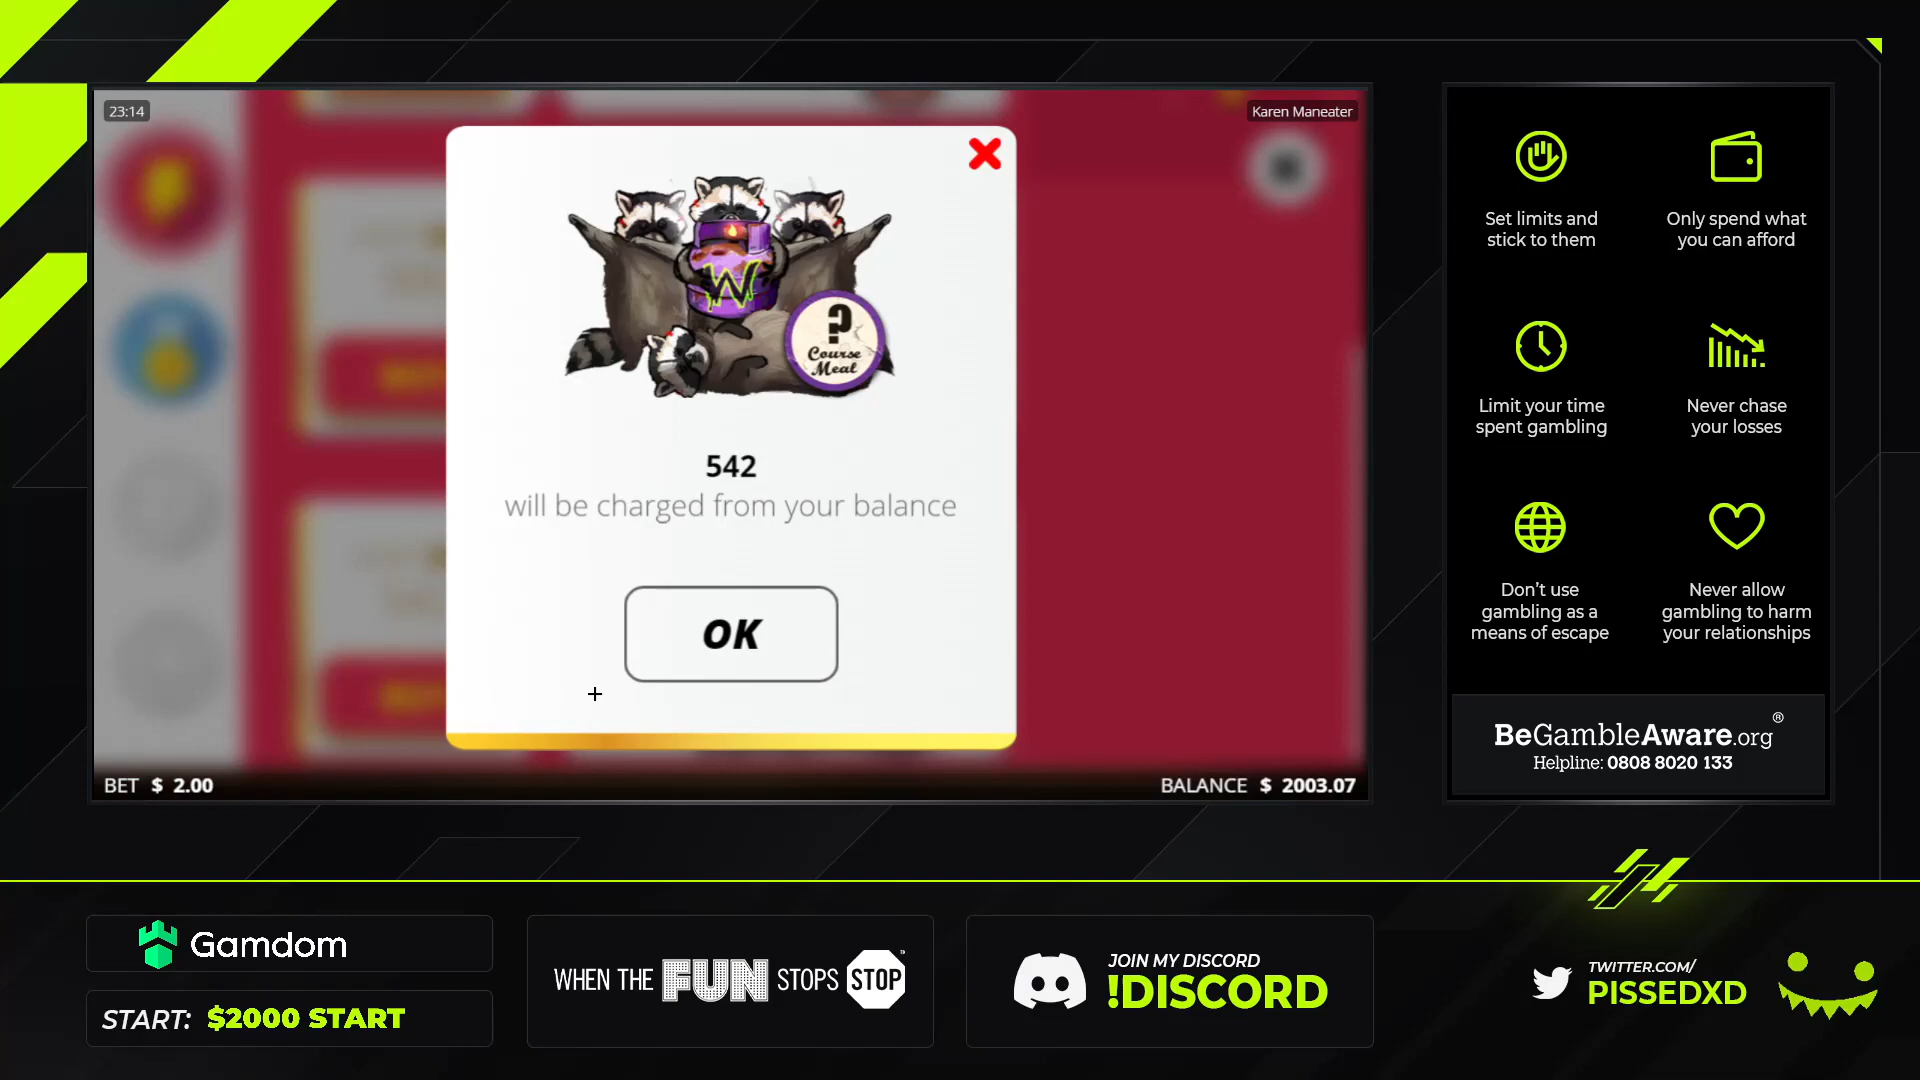 23:14
Karen Maneater
W
?
Course
Meal
542
will be charged from your balance
OK
BET $ 2.00
BALANCE $ 2003.07
Set limits and
stick to them
Only spend what
you can afford
Limit your time
spent gambling
Never chase
your losses
Don’t use
gambling as a
means of escape
Never allow
gambling to harm
your relationships
BeGambleAware.org®
Helpline: 0808 8020 133
Gamdom
START: $2000 START
WHEN THE FUN STOPS STOP™
JOIN MY DISCORD
!DISCORD
TWITTER.COM/
PISSEDXD